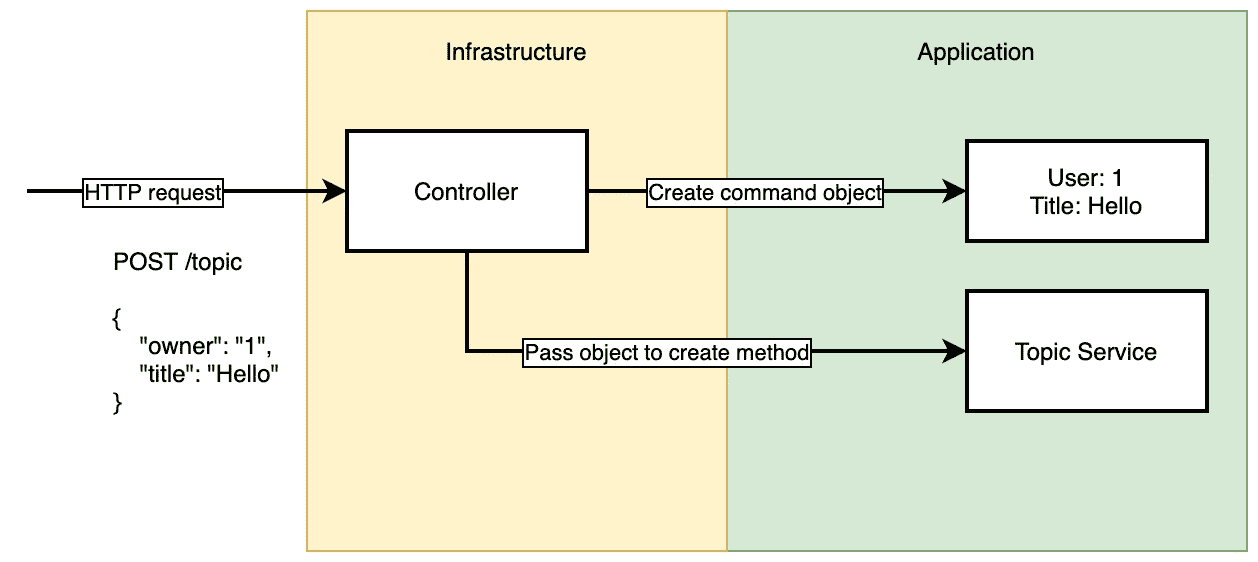 Infrastructure
Application
HTTP request
Controller
Create command object
User: 1
Title: Hello
POST /topic
{
"owner": "1",
"title": "Hello"
}
Pass object to create method
Topic Service